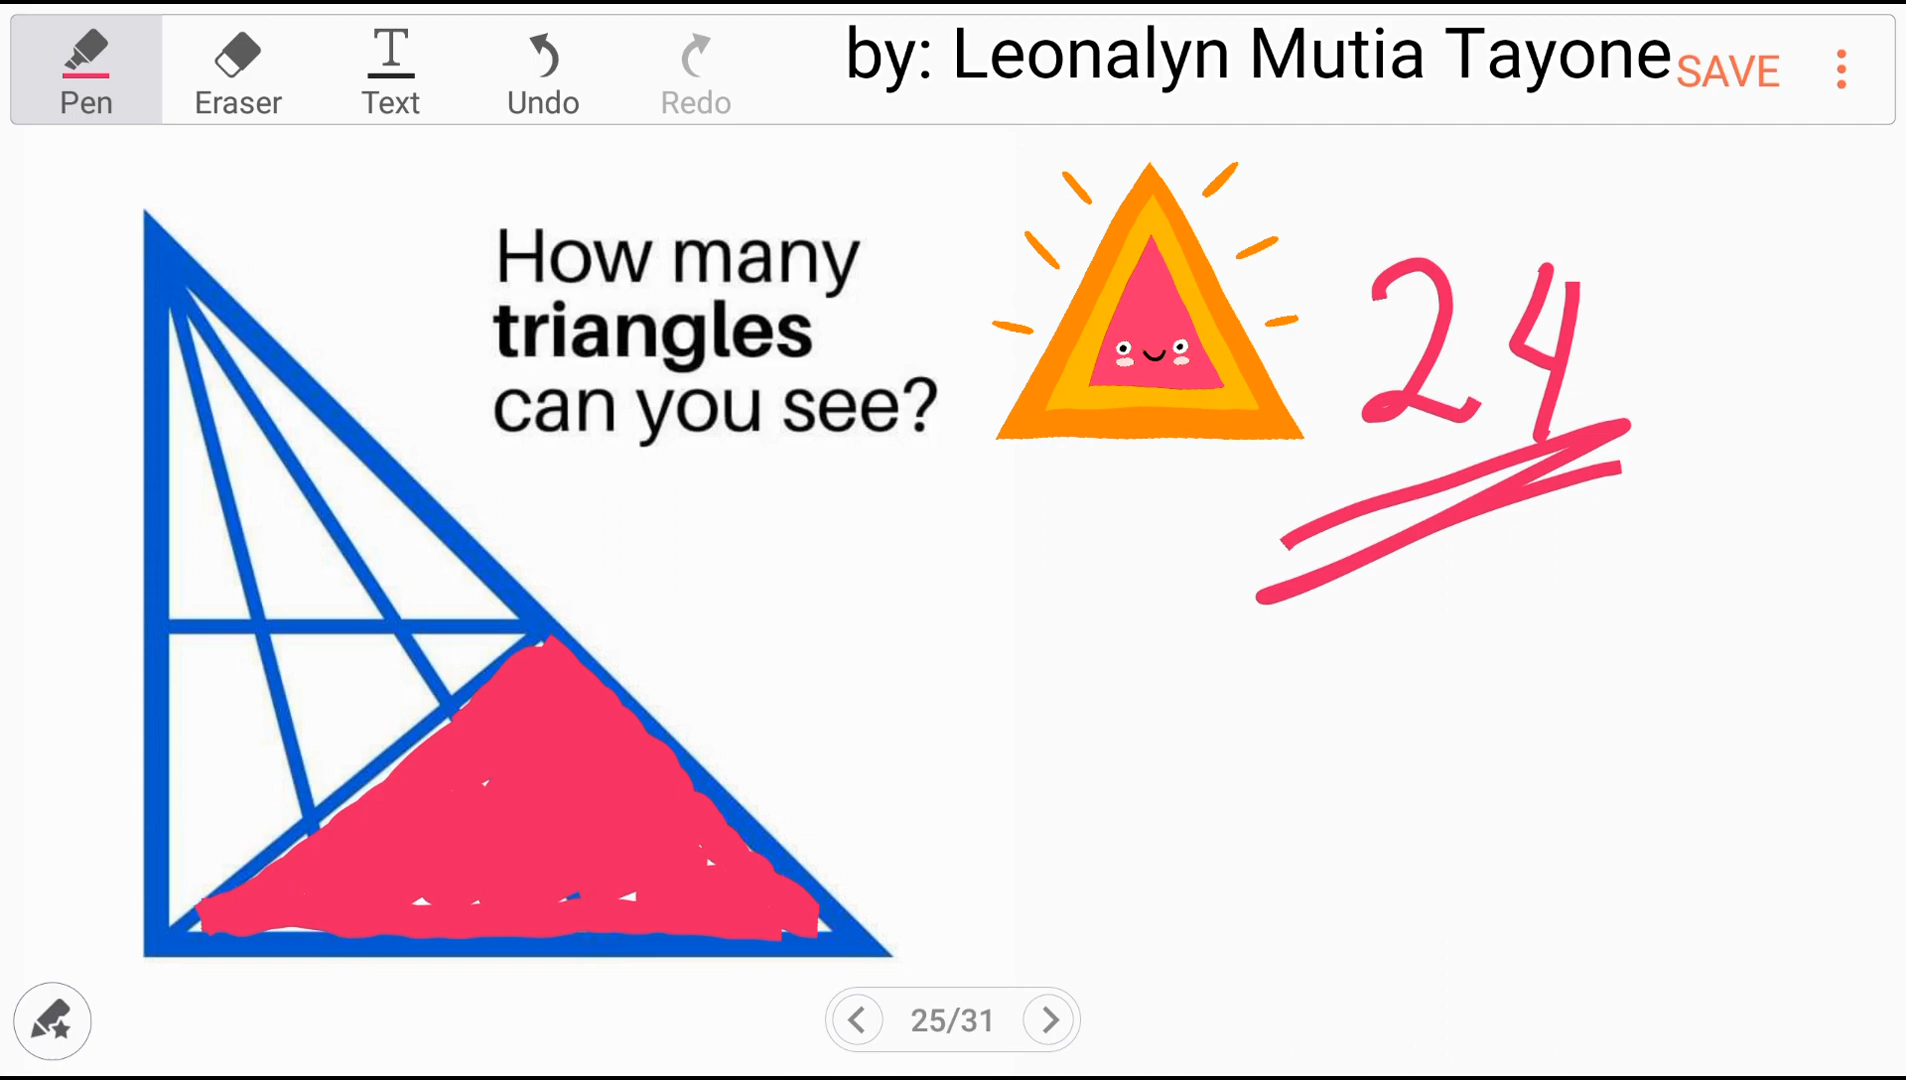 Pen
Eraser
Text
Undo
Redo
by: Leonalyn Mutia Tayone
SAVE
How many
triangles
can you see?
24
25/31